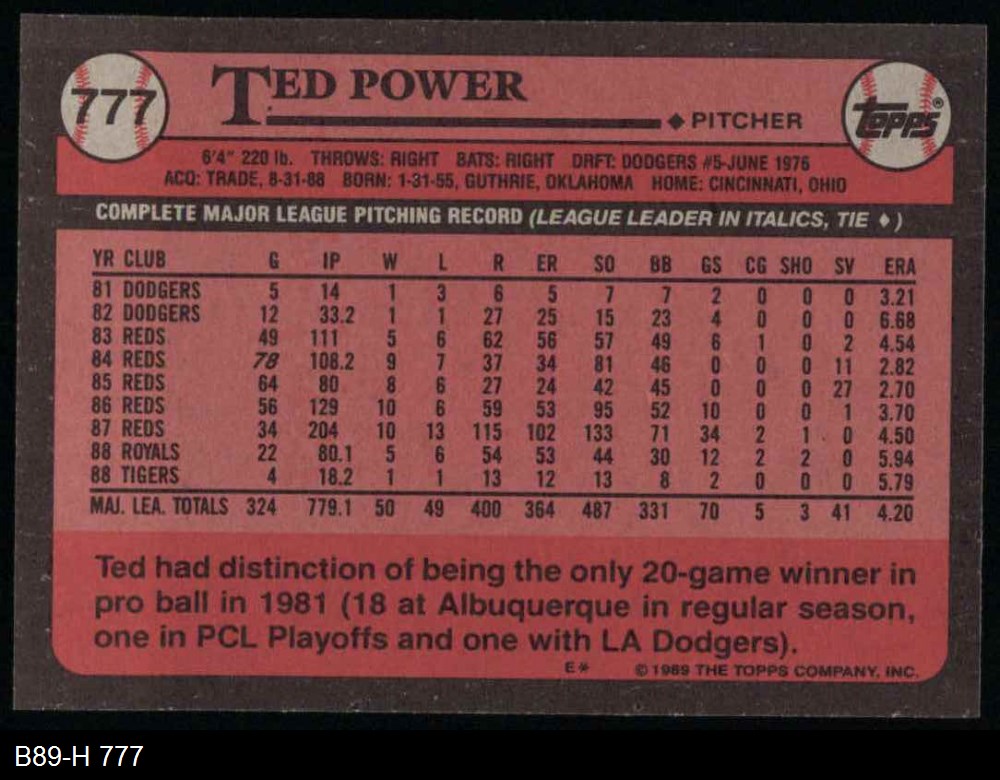 777
TED POWER
◆ PITCHER
Topps®
6'4" 220 lb. THROWS: RIGHT BATS: RIGHT DRFT: DODGERS #5-JUNE 1976
ACQ: TRADE, 8-31-88 BORN: 1-31-55, GUTHRIE, OKLAHOMA HOME: CINCINNATI, OHIO
COMPLETE MAJOR LEAGUE PITCHING RECORD (LEAGUE LEADER IN ITALICS, TIE ♦)
YR CLUB G IP W L R ER SO BB GS CG SHO SV ERA
81 DODGERS 5 14 1 3 6 5 7 7 2 0 0 0 3.21
82 DODGERS 12 33.2 1 1 27 25 15 23 4 0 0 0 6.68
83 REDS 49 111 5 6 62 56 57 49 6 1 0 2 4.54
84 REDS 78 108.2 9 7 37 34 81 46 0 0 0 11 2.82
85 REDS 64 80 8 6 27 24 42 45 0 0 0 27 2.70
86 REDS 56 129 10 6 59 53 95 52 10 0 0 1 3.70
87 REDS 34 204 10 13 115 102 133 71 34 2 1 0 4.50
88 ROYALS 22 80.1 5 6 54 53 44 30 12 2 2 0 5.94
88 TIGERS 4 18.2 1 1 13 12 13 8 2 0 0 0 5.79
MAJ. LEA. TOTALS 324 779.1 50 49 400 364 487 331 70 5 3 41 4.20
Ted had distinction of being the only 20-game winner in
pro ball in 1981 (18 at Albuquerque in regular season,
one in PCL Playoffs and one with LA Dodgers).
E* © 1989 THE TOPPS COMPANY, INC.
B89-H 777